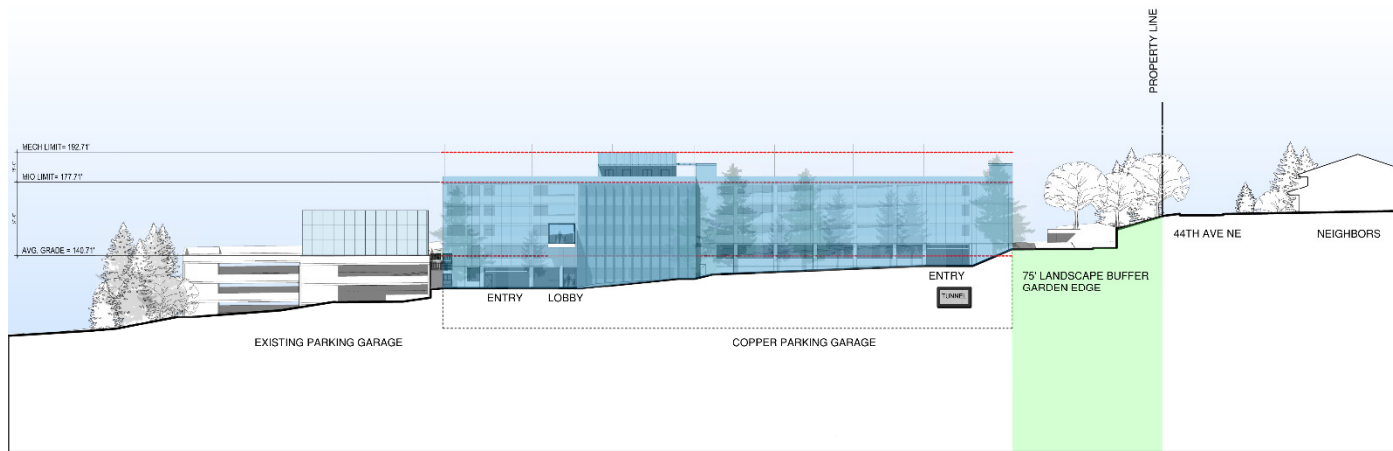 PROPERTY LINE
MECH LIMIT= 192.71'
MIO LIMIT= 177.71'
AVG. GRADE = 140.71'
44TH AVE NE
NEIGHBORS
ENTRY
75' LANDSCAPE BUFFER
GARDEN EDGE
TUNNEL
ENTRY
LOBBY
EXISTING PARKING GARAGE
COPPER PARKING GARAGE